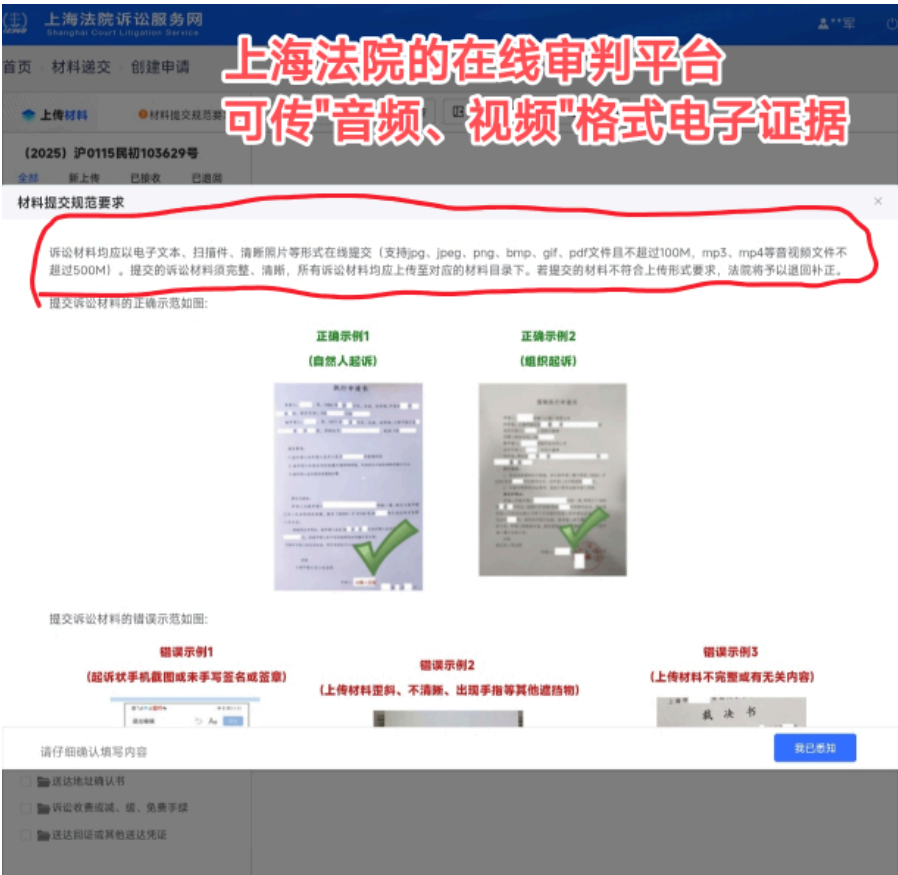 上海法院诉讼服务网
Shanghai Court Litigation Service
**军
首页
材料递交
创建申请
上海法院的在线审判平台
可传"音频、视频"格式电子证据
上传材料
材料提交规范要
(2025)沪0115民初103629号
全部
新上传
已接收
已退回
材料提交规范要求
诉讼材料均应以电子文本、扫描件、清晰照片等形式在线提交(支持jpg、jpeg、png、bmp、gif、pdf文件且不超过100M,mp3、mp4等音视频文件不
超过500M)。提交的诉讼材料须完整、清晰,所有诉讼材料均应上传至对应的材料目录下。若提交的材料不符合上传形式要求,法院将予以退回补正。
提交诉讼材料的正确示范如图:
正确示例1
(自然人起诉)
正确示例2
(组织起诉)
提交诉讼材料的错误示范如图:
错误示例1
(起诉状手机截图或未手写签名或签章)
错误示例2
(上传材料歪斜、不清晰、出现手指等其他遮挡物)
错误示例3
(上传材料不完整或有无关内容)
裁决书
请仔细确认填写内容
我已悉知
送达地址确认书
诉讼收费或减、缓、免费手续
送达回证或其他送达凭证